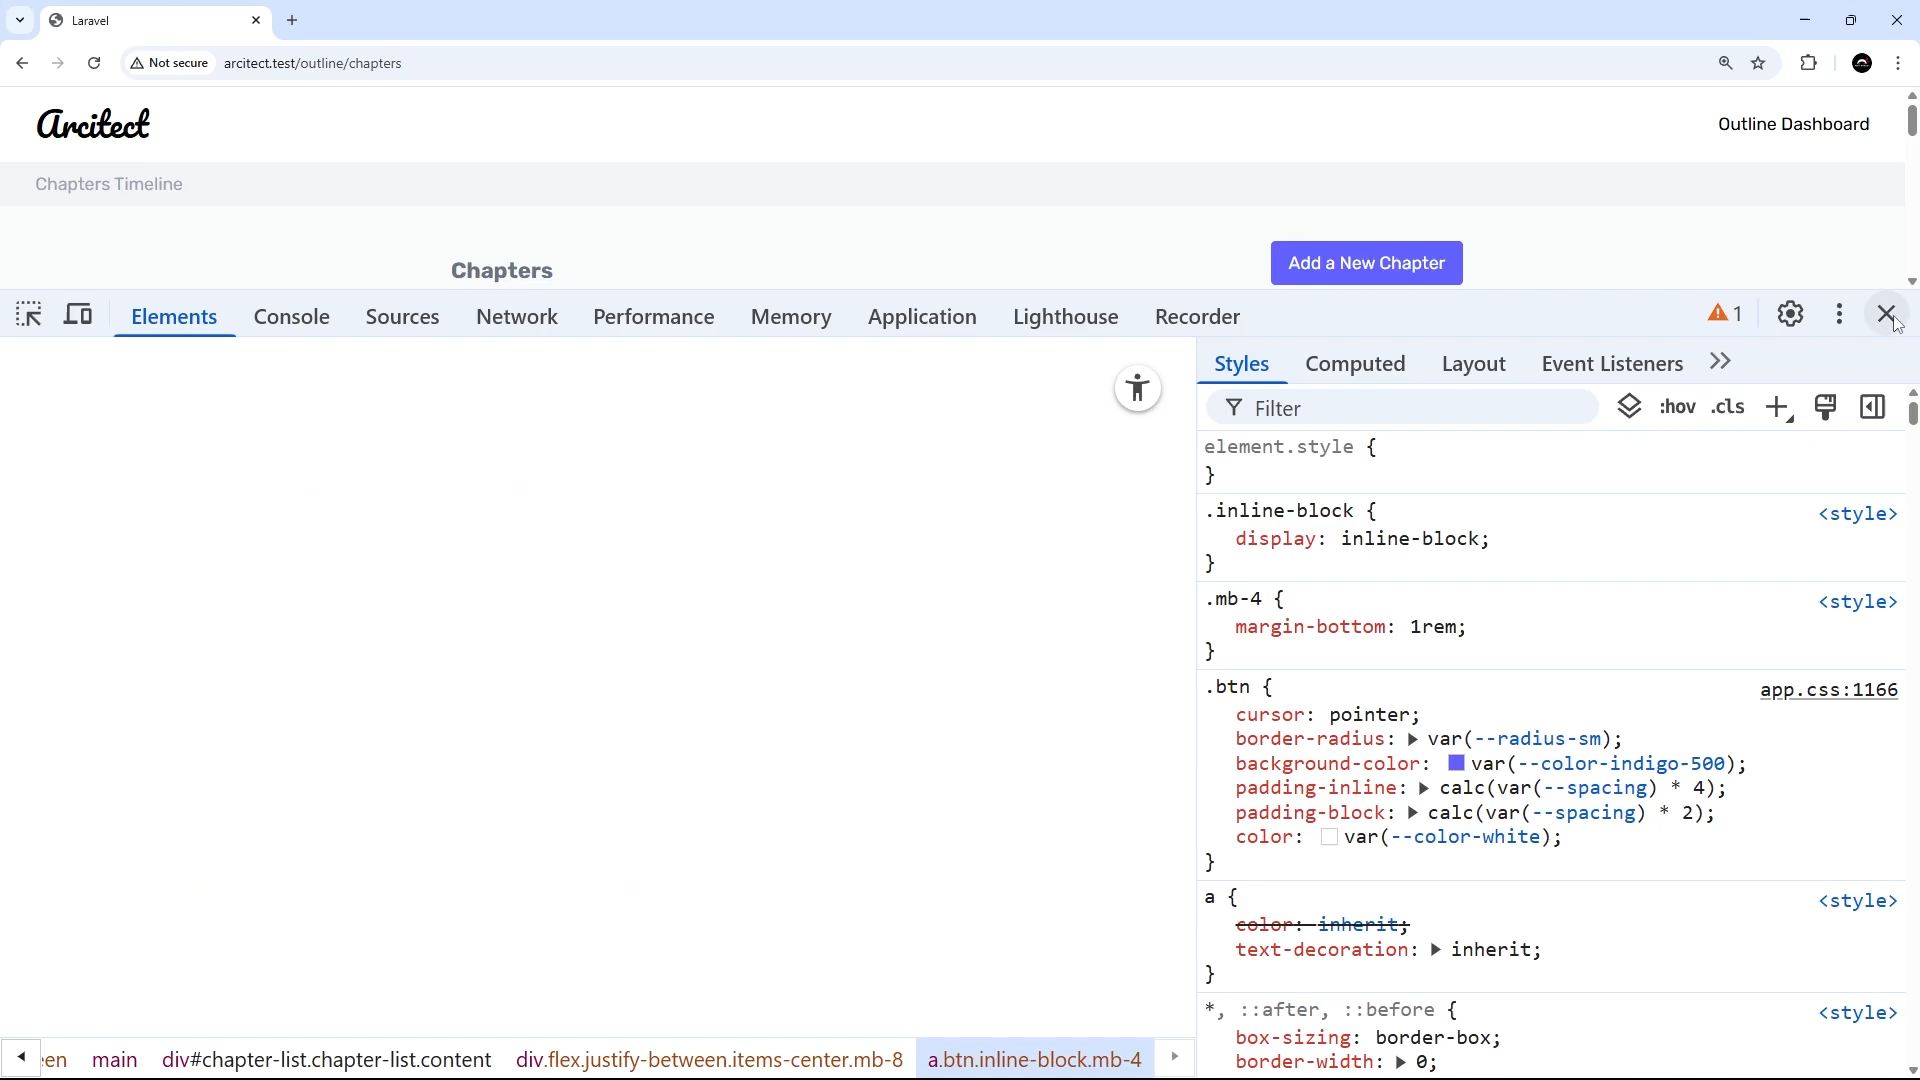 Laravel
Not secure
arcitect.test/outline/chapters
Arcitect
Outline Dashboard
Chapters Timeline
Chapters
Add a New Chapter
Elements
Console
Sources
Network
Performance
Memory
Application
Lighthouse
Recorder
1
Styles
Computed
Layout
Event Listeners
Filter
:hov
.cls
element.style {
}
.inline-block {
<style>
display: inline-block;
}
.mb-4 {
<style>
margin-bottom: 1rem;
}
.btn {
app.css:1166
cursor: pointer;
border-radius: var(--radius-sm);
background-color: var(--color-indigo-500);
padding-inline: calc(var(--spacing) * 4);
padding-block: calc(var(--spacing) * 2);
color: var(--color-white);
}
a {
<style>
color: inherit;
text-decoration: inherit;
}
*, ::after, ::before {
<style>
box-sizing: border-box;
border-width: 0;
en main div#chapter-list.chapter-list.content div.flex.justify-between.items-center.mb-8 a.btn.inline-block.mb-4